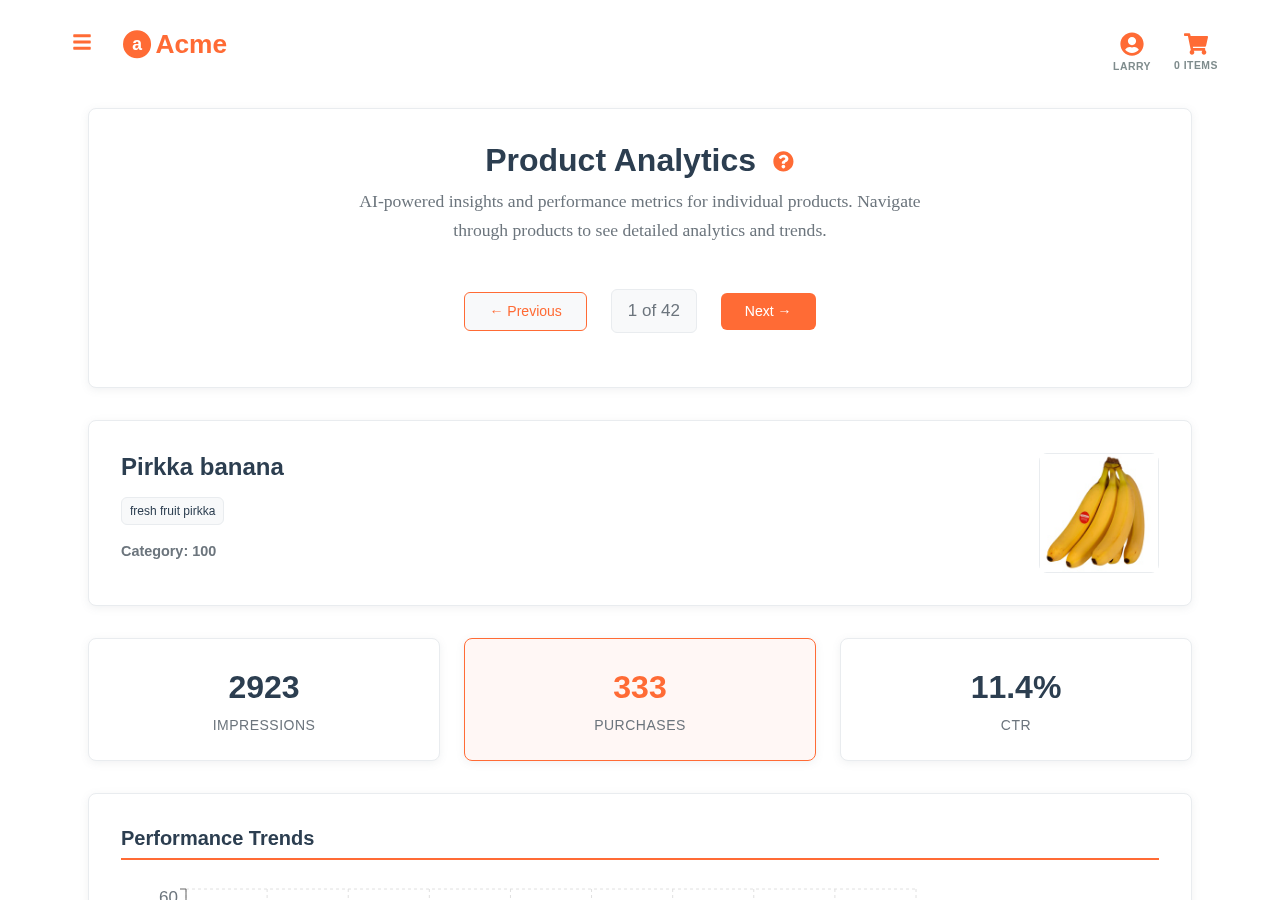 a Acme
LARRY
0 ITEMS
Product Analytics ?
AI-powered insights and performance metrics for individual products. Navigate
through products to see detailed analytics and trends.
← Previous
1 of 42
Next →
Pirkka banana
fresh fruit pirkka
Category: 100
2923
IMPRESSIONS
333
PURCHASES
11.4%
CTR
Performance Trends
60